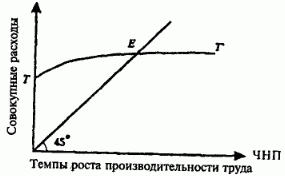 Совокупные расходы
T
E
T'
45°
ЧНП
Темпы роста производительности труда